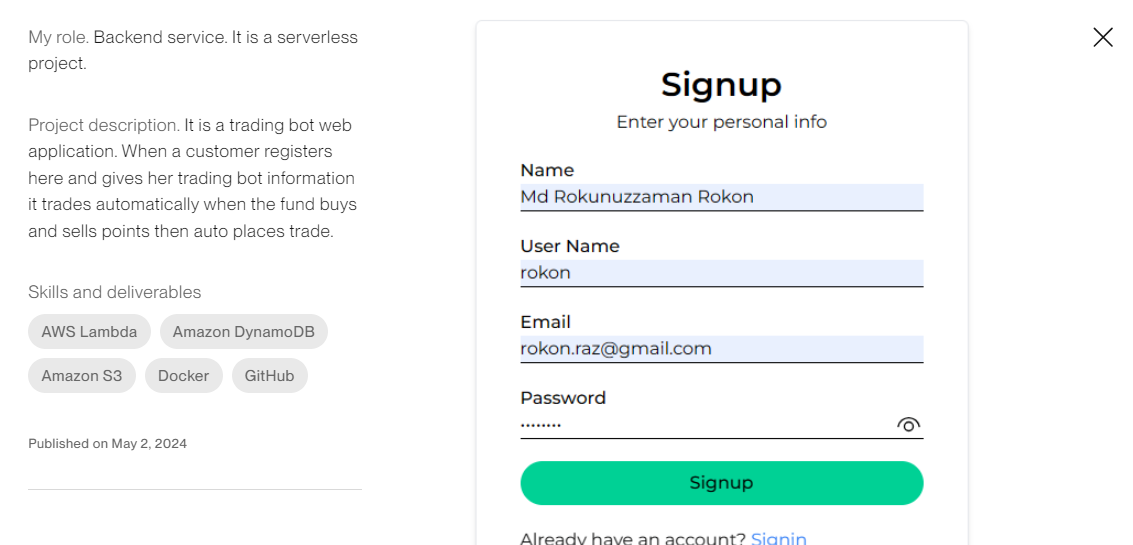 My role. Backend service. It is a serverless
project.
Project description. It is a trading bot web
application. When a customer registers
here and gives her trading bot information
it trades automatically when the fund buys
and sells points then auto places trade.
Skills and deliverables
AWS Lambda
Amazon DynamoDB
Amazon S3
Docker
GitHub
Published on May 2, 2024
Signup
Enter your personal info
Name
Md Rokunuzzaman Rokon
User Name
rokon
Email
rokon.raz@gmail.com
Password
••••••••
Signup
Already have an account? Signin